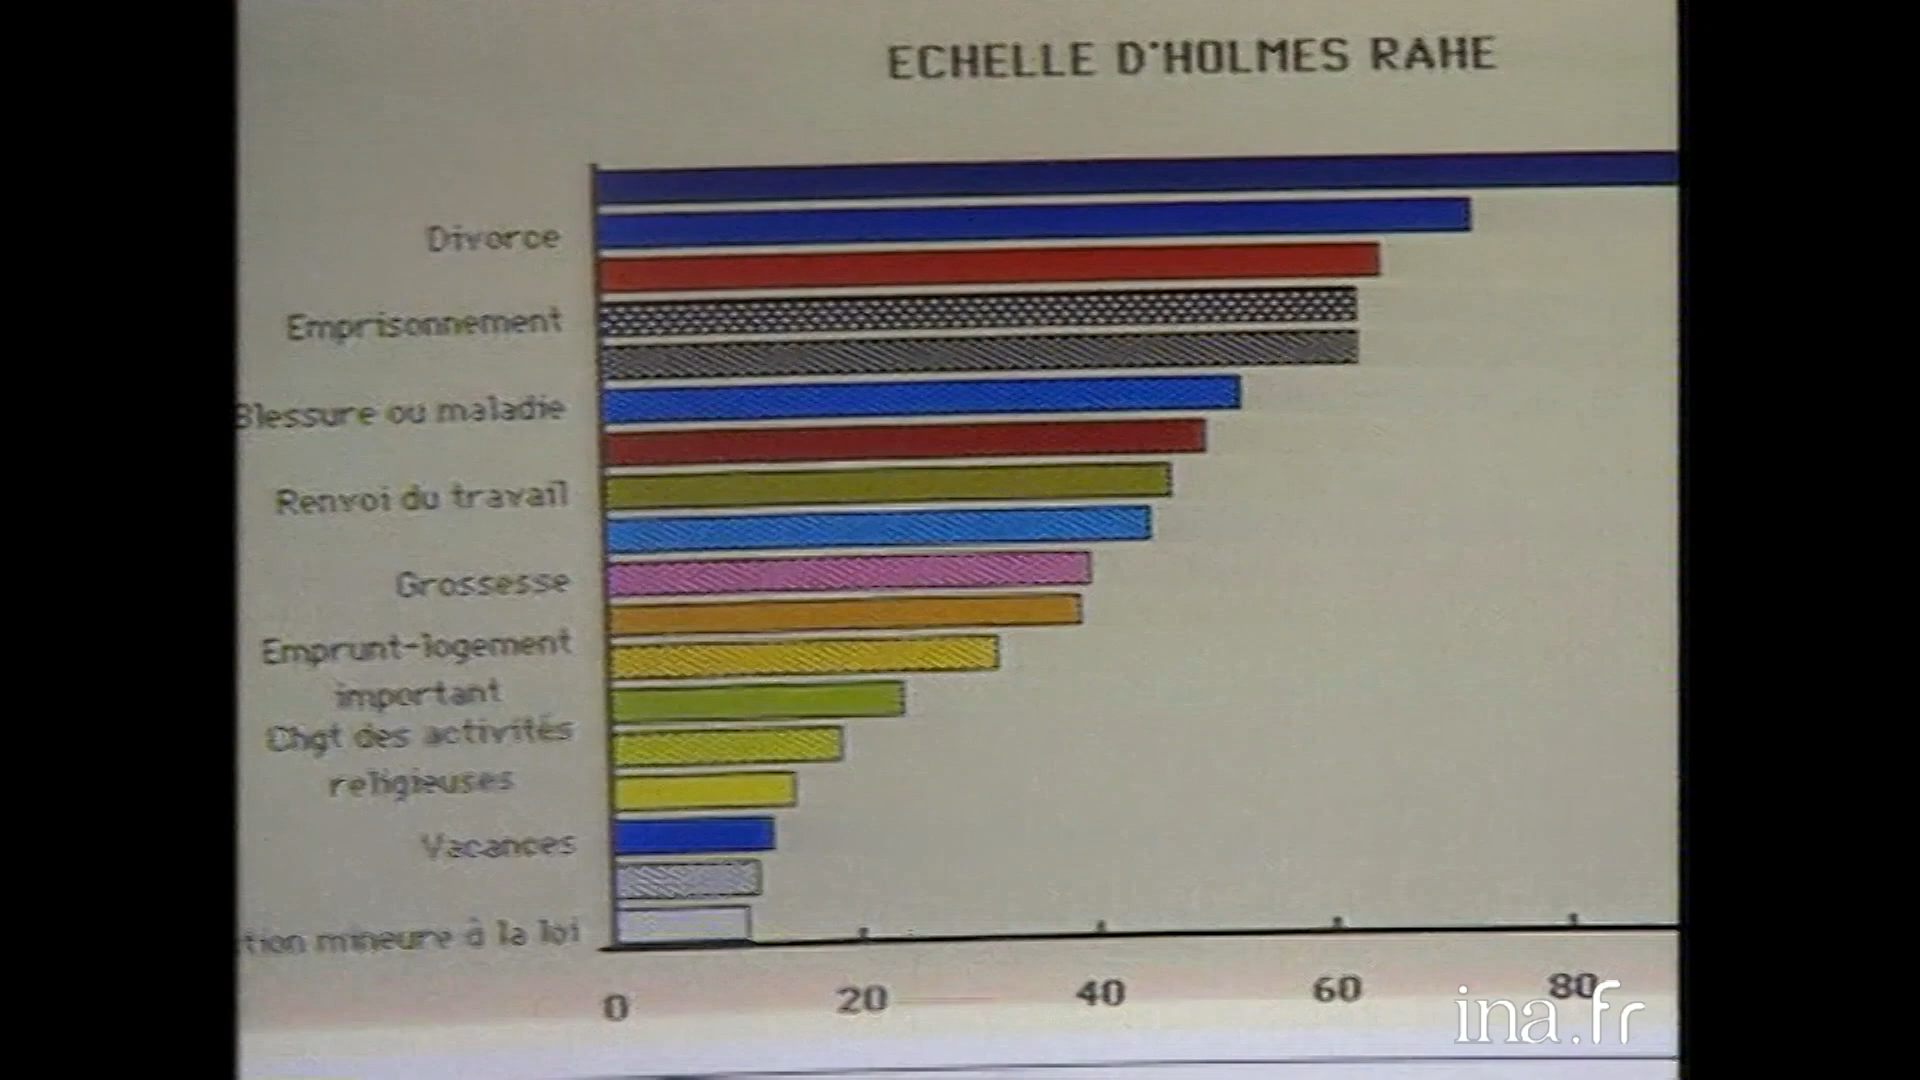 ECHELLE D'HOLMES RAHE
Divorce
Emprisonnement
Blessure ou maladie
Renvoi du travail
Grossesse
Emprunt-logement
important
Chgt des activités
religieuses
Vacances
tion mineure à la loi
0 20 40 60 80
ina.fr